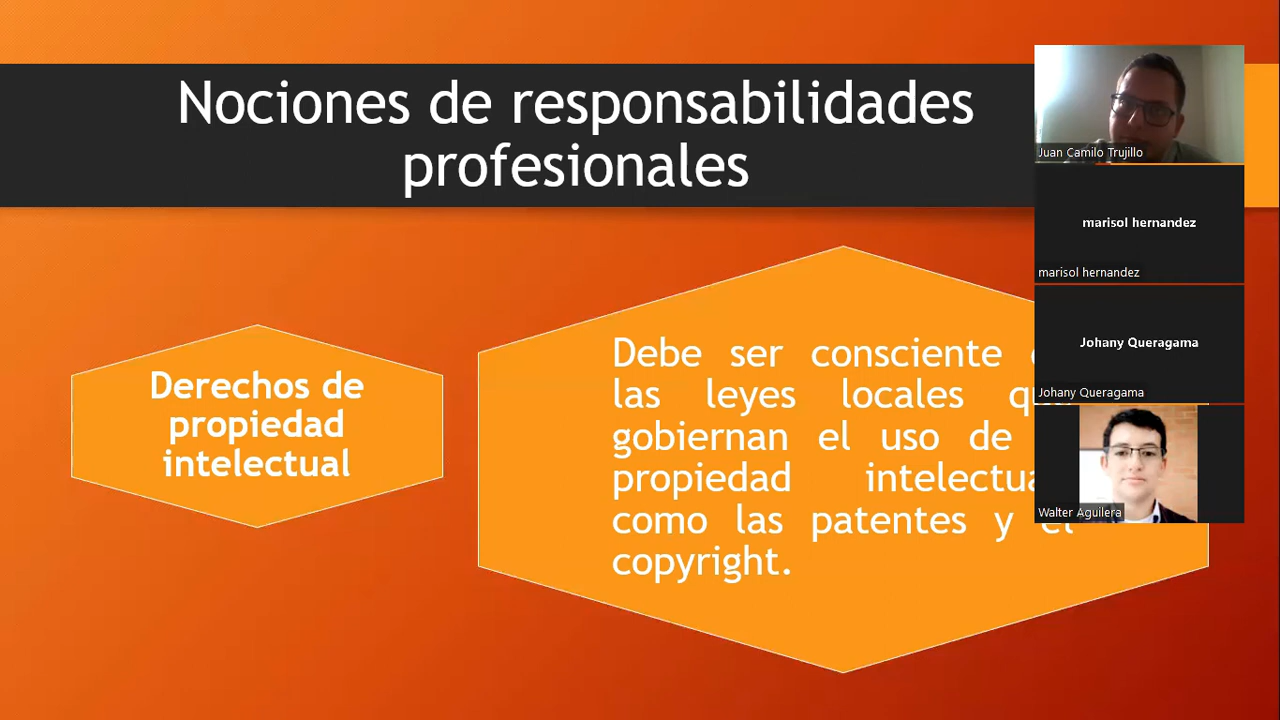 Nociones de responsabilidades
profesionales
Derechos de
propiedad
intelectual
Debe ser consciente
las leyes locales
gobiernan el uso de
propiedad
como las patentes y el
copyright.
Juan Camilo Trujillo
marisol hernandez
marisol hernandez
Johany Queragama
Johany Queragama
Walter Aguilera